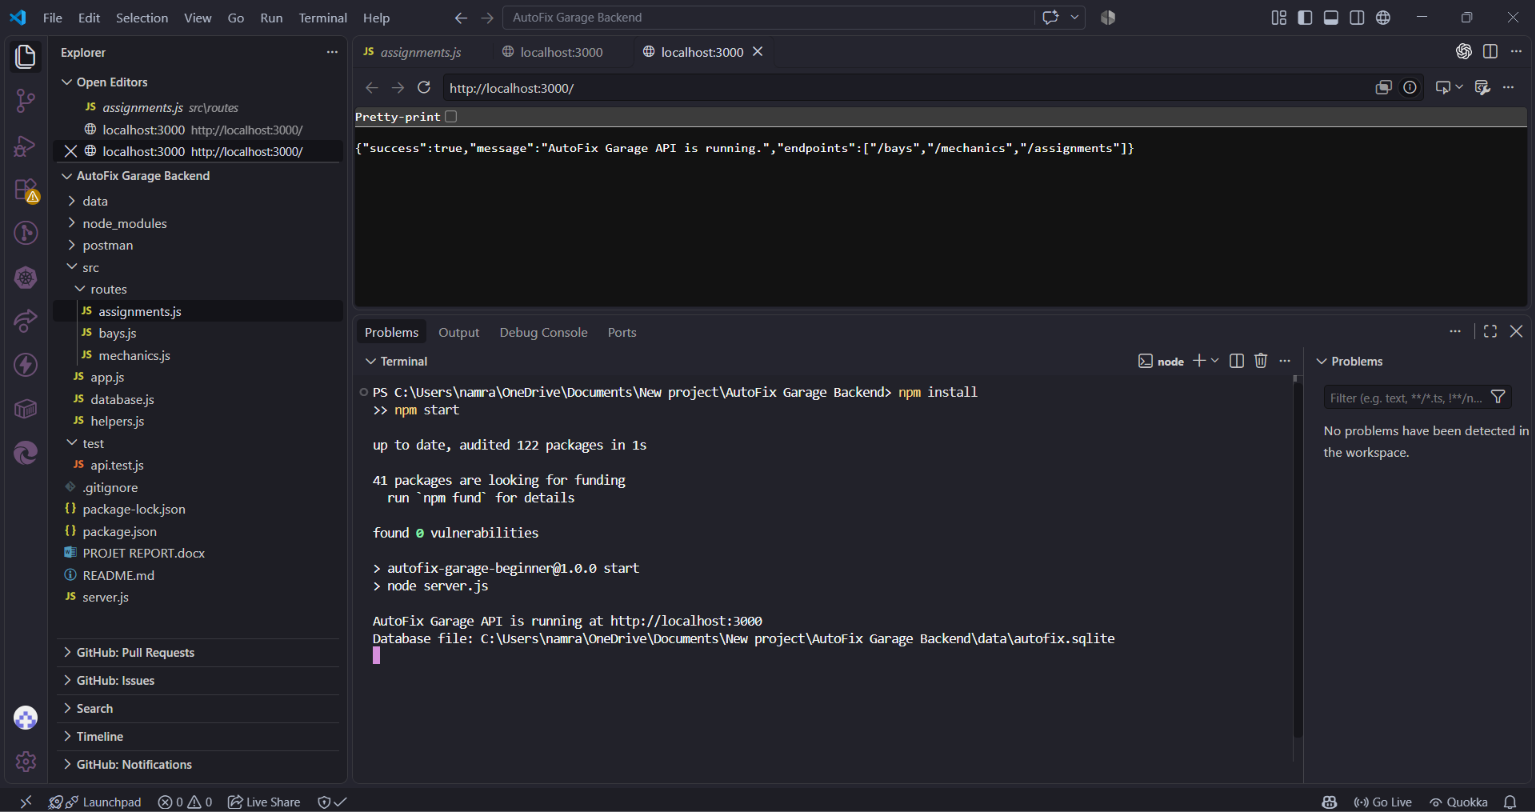 File Edit Selection View Go Run Terminal Help
AutoFix Garage Backend
Explorer
Open Editors
JS assignments.js src\routes
localhost:3000 http://localhost:3000/
localhost:3000 http://localhost:3000/
AutoFix Garage Backend
data
node_modules
postman
src
routes
JS assignments.js
JS bays.js
JS mechanics.js
JS app.js
JS database.js
JS helpers.js
test
JS api.test.js
.gitignore
{} package-lock.json
{} package.json
PROJET REPORT.docx
README.md
JS server.js
GitHub: Pull Requests
GitHub: Issues
Search
Timeline
GitHub: Notifications
JS assignments.js
localhost:3000
localhost:3000
http://localhost:3000/
Pretty-print
{"success":true,"message":"AutoFix Garage API is running.","endpoints":["/bays","/mechanics","/assignments"]}
Problems Output Debug Console Ports
Terminal
node
PS C:\Users\namra\OneDrive\Documents\New project\AutoFix Garage Backend> npm install
>> npm start
up to date, audited 122 packages in 1s
41 packages are looking for funding
run `npm fund` for details
found 0 vulnerabilities
> autofix-garage-beginner@1.0.0 start
> node server.js
AutoFix Garage API is running at http://localhost:3000
Database file: C:\Users\namra\OneDrive\Documents\New project\AutoFix Garage Backend\data\autofix.sqlite
Problems
Filter (e.g. text, **/*.ts, !**/n...
No problems have been detected in
the workspace.
Launchpad 0 0 Live Share
Go Live Quokka